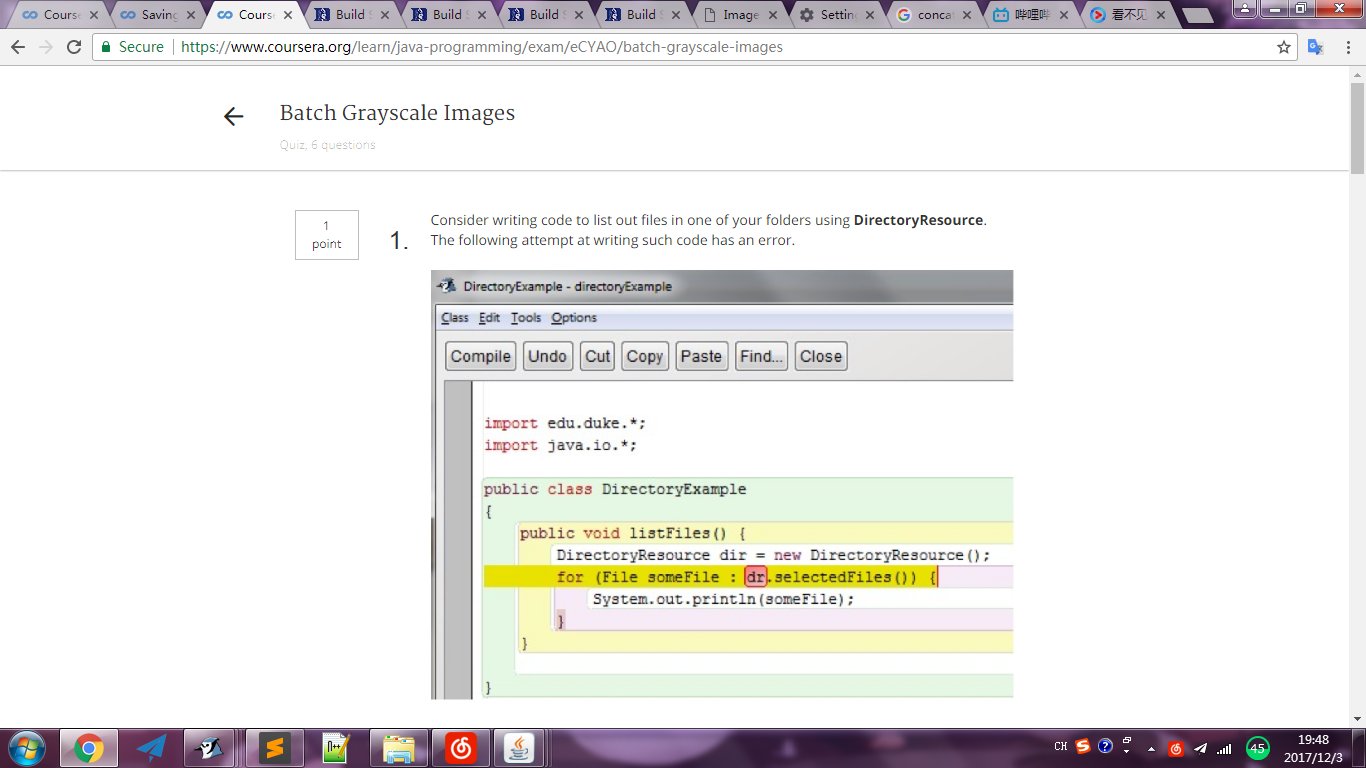 Course
Saving
Course
Build S
Build S
Build S
Build S
Image
Setting
concat
哔哩哔
看不见
Secure
https://www.coursera.org/learn/java-programming/exam/eCYAO/batch-grayscale-images
Batch Grayscale Images
Quiz, 6 questions
1
point
1.
Consider writing code to list out files in one of your folders using DirectoryResource.
The following attempt at writing such code has an error.
DirectoryExample - directoryExample
Class Edit Tools Options
Compile Undo Cut Copy Paste Find... Close
import edu.duke.*;
import java.io.*;
public class DirectoryExample
{
public void listFiles() {
DirectoryResource dir = new DirectoryResource();
for (File someFile : dr.selectedFiles()) {
System.out.println(someFile);
}
}
}
CH
45
19:48
2017/12/3